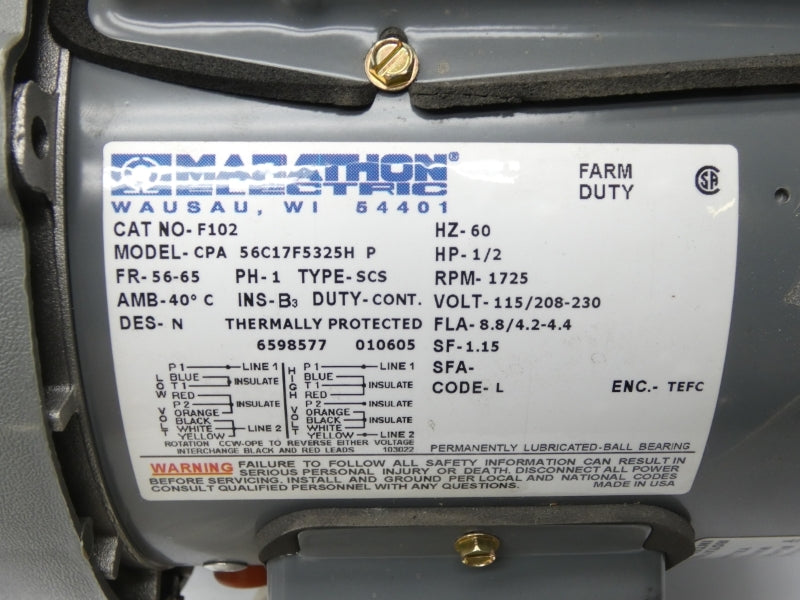 MARATHON®
ELECTRIC
WAUSAU, WI 54401
FARM
DUTY
SA
CAT NO- F102
MODEL- CPA 56C17F5325H P
FR- 56-65 PH- 1 TYPE- SCS
AMB- 40° C INS- B3 DUTY- CONT.
DES- N THERMALLY PROTECTED
6598577 010605
HZ- 60
HP- 1/2
RPM- 1725
VOLT- 115/208-230
FLA- 8.8/4.2-4.4
SF- 1.15
SFA-
CODE- L ENC.- TEFC
LOW VOLT
P1 LINE 1
BLUE
T1 INSULATE
RED
P2 INSULATE
ORANGE
BLACK
WHITE LINE 2
YELLOW
HIGH VOLT
P1 LINE 1
BLUE
T1 INSULATE
RED
P2 INSULATE
ORANGE
BLACK INSULATE
WHITE
YELLOW LINE 2
ROTATION CCW-OPE TO REVERSE EITHER VOLTAGE
INTERCHANGE BLACK AND RED LEADS 103022
PERMANENTLY LUBRICATED-BALL BEARING
WARNING FAILURE TO FOLLOW ALL SAFETY INFORMATION CAN RESULT IN
SERIOUS PERSONAL INJURY OR DEATH. DISCONNECT ALL POWER
BEFORE SERVICING. INSTALL AND GROUND PER LOCAL AND NATIONAL CODES
CONSULT QUALIFIED PERSONNEL WITH ANY QUESTIONS. MADE IN USA